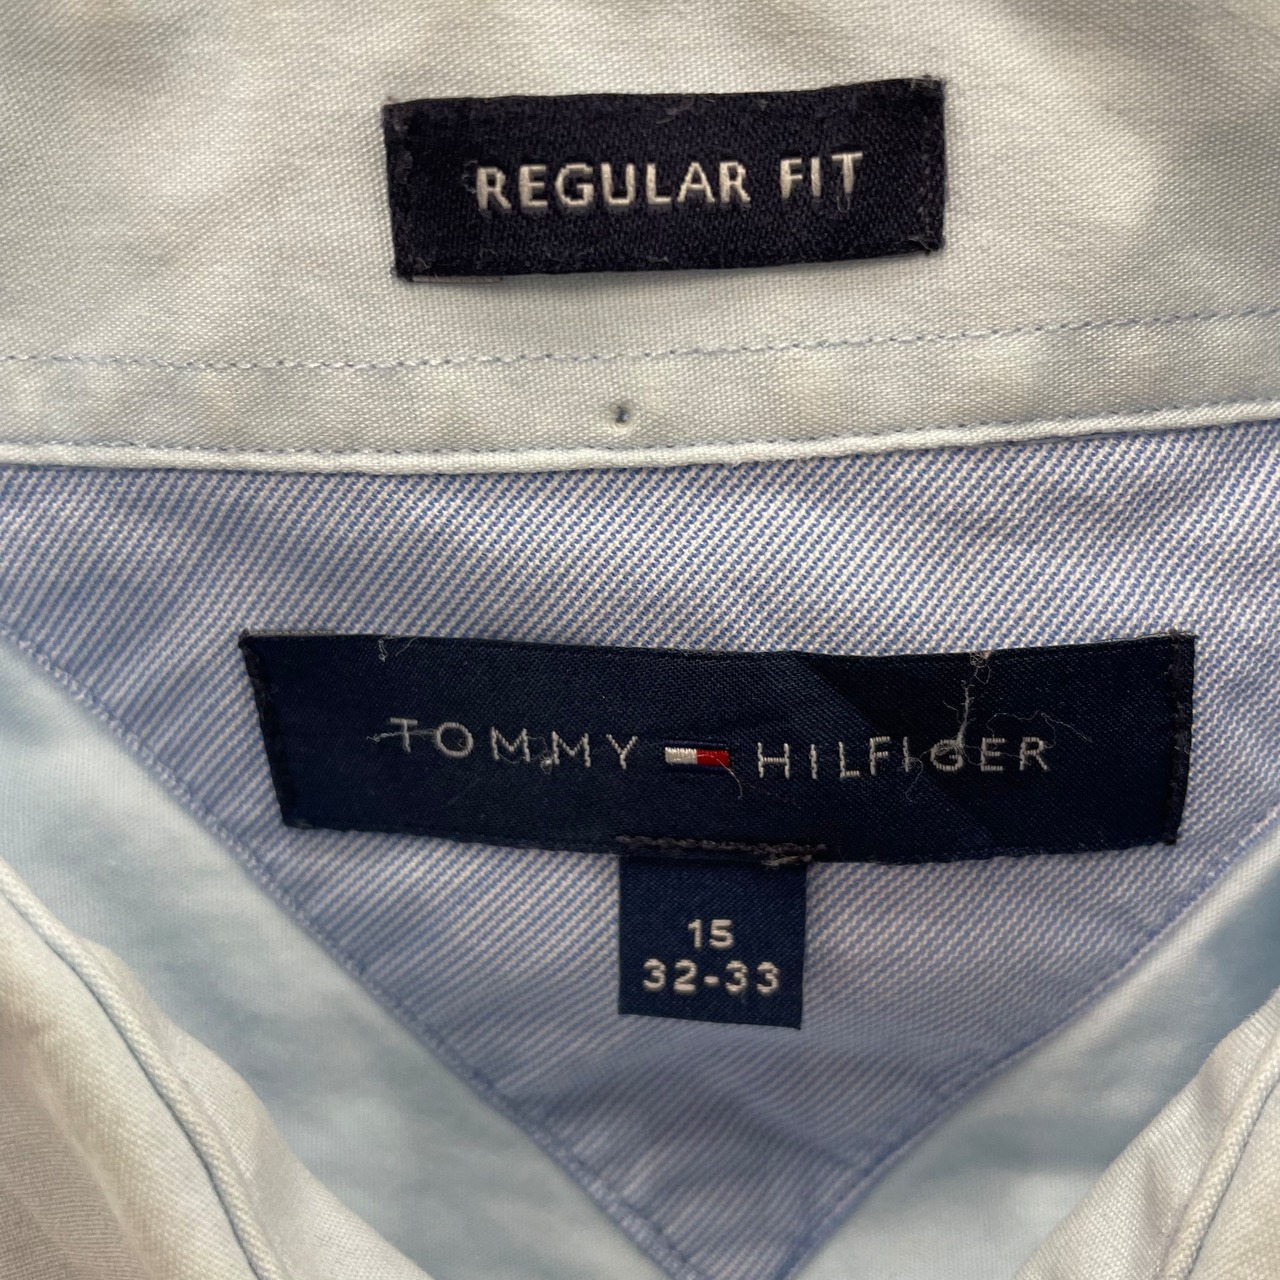 REGULAR FIT
TOMMY HILFIGER
15
32-33